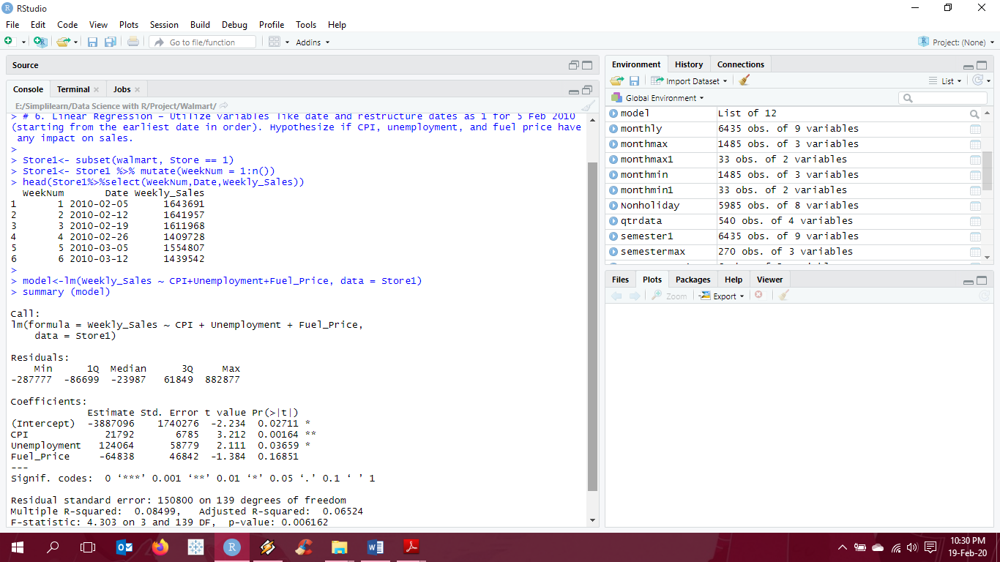 RStudio
File Edit Code View Plots Session Build Debug Profile Tools Help
Go to file/function Addins Project: (None)
Source
Console Terminal Jobs
E:/Simplilearn/Data Science with R/Project/Walmart/
> # 6. Linear Regression – Utilize variables like date and restructure dates as 1 for 5 Feb 2010
(starting from the earliest date in order). Hypothesize if CPI, unemployment, and fuel price have
any impact on sales.
>
> Store1<- subset(walmart, Store == 1)
> Store1<- Store1 %>% mutate(WeekNum = 1:n())
> head(Store1%>%select(WeekNum,Date,Weekly_Sales))
WeekNum Date Weekly_Sales
1 1 2010-02-05 1643691
2 2 2010-02-12 1641957
3 3 2010-02-19 1611968
4 4 2010-02-26 1409728
5 5 2010-03-05 1554807
6 6 2010-03-12 1439542
>
> model<-lm(Weekly_Sales ~ CPI+Unemployment+Fuel_Price, data = Store1)
> summary (model)
Call:
lm(formula = Weekly_Sales ~ CPI + Unemployment + Fuel_Price,
data = Store1)
Residuals:
Min 1Q Median 3Q Max
-287777 -86699 -23987 61849 882877
Coefficients:
Estimate Std. Error t value Pr(>|t|)
(Intercept) -3887096 1740276 -2.234 0.02711 *
CPI 21792 6785 3.212 0.00164 **
Unemployment 124064 58779 2.111 0.03659 *
Fuel_Price -64838 46842 -1.384 0.16851
---
Signif. codes: 0 ‘***’ 0.001 ‘**’ 0.01 ‘*’ 0.05 ‘.’ 0.1 ‘ ’ 1
Residual standard error: 150800 on 139 degrees of freedom
Multiple R-squared: 0.08499, Adjusted R-squared: 0.06524
F-statistic: 4.303 on 3 and 139 DF, p-value: 0.006162
Environment History Connections
Import Dataset List
Global Environment
model List of 12
monthly 6435 obs. of 9 variables
monthmax 1485 obs. of 3 variables
monthmax1 33 obs. of 2 variables
monthmin 1485 obs. of 3 variables
monthmin1 33 obs. of 2 variables
Nonholiday 5985 obs. of 8 variables
qtrdata 540 obs. of 4 variables
semester1 6435 obs. of 9 variables
semestermax 270 obs. of 3 variables
Files Plots Packages Help Viewer
Zoom Export
10:30 PM
19-Feb-20